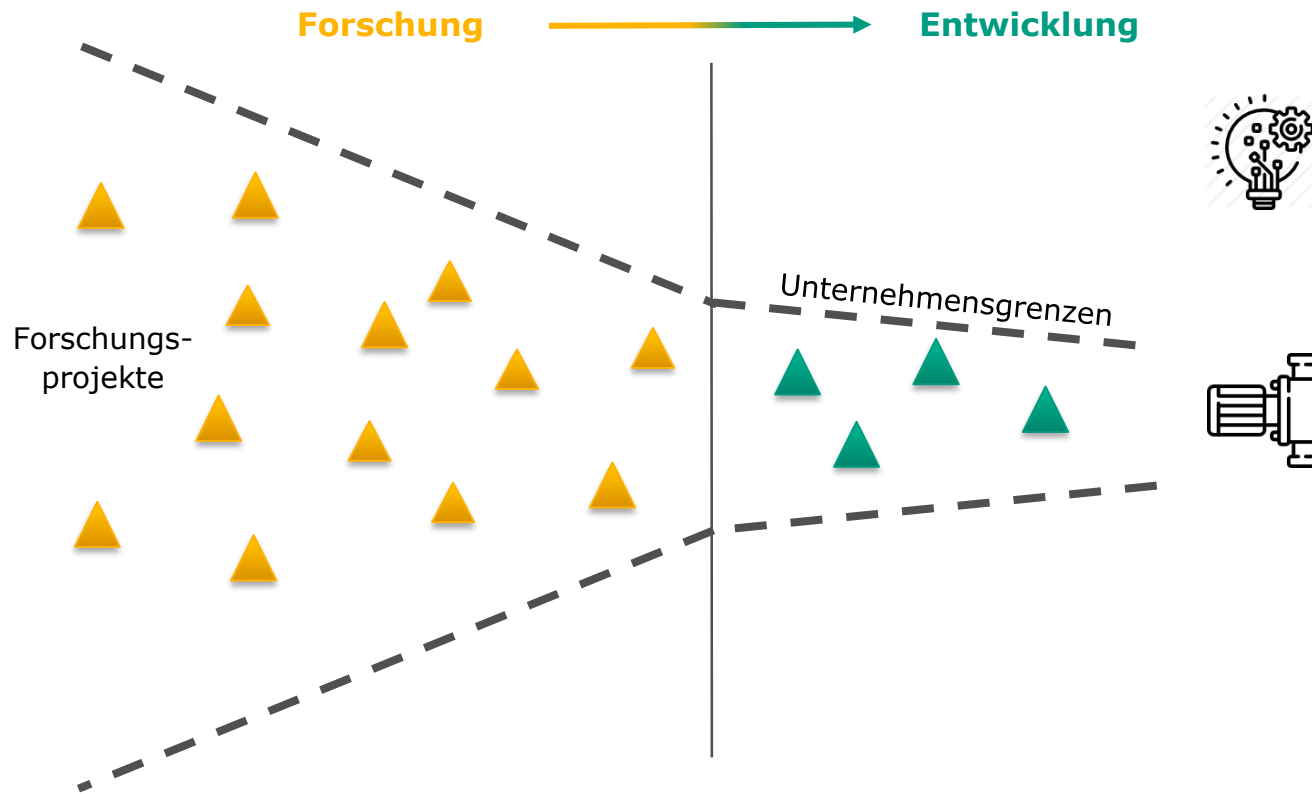 Forschung
Entwicklung
Unternehmensgrenzen
Forschungs-
projekte